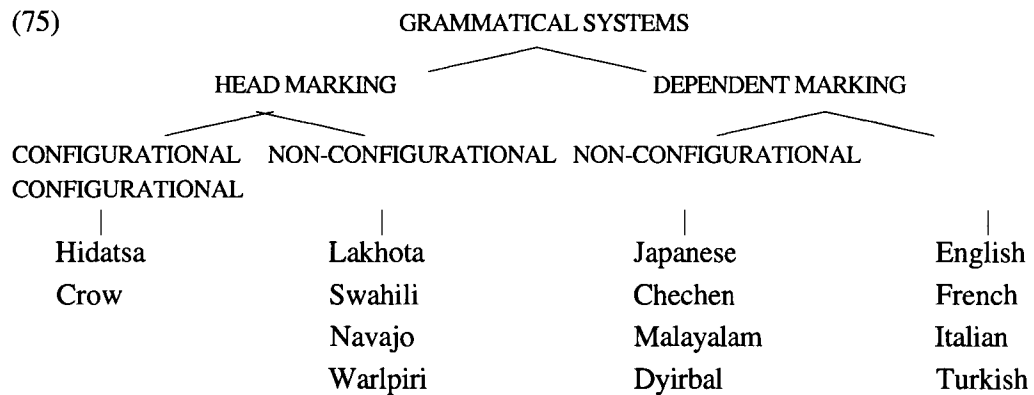 (75) GRAMMATICAL SYSTEMS
HEAD MARKING DEPENDENT MARKING
CONFIGURATIONAL NON-CONFIGURATIONAL NON-CONFIGURATIONAL
CONFIGURATIONAL
Hidatsa Lakhota Japanese English
Crow Swahili Chechen French
Navajo Malayalam Italian
Warlpiri Dyirbal Turkish